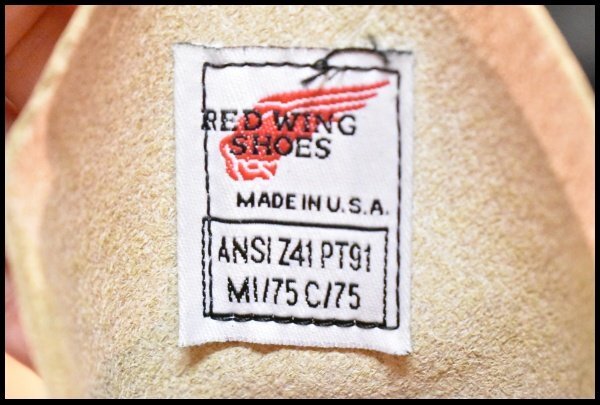 RED WING
SHOES
MADE IN U.S.A.
ANSI Z41 PT91
MI/75 C/75